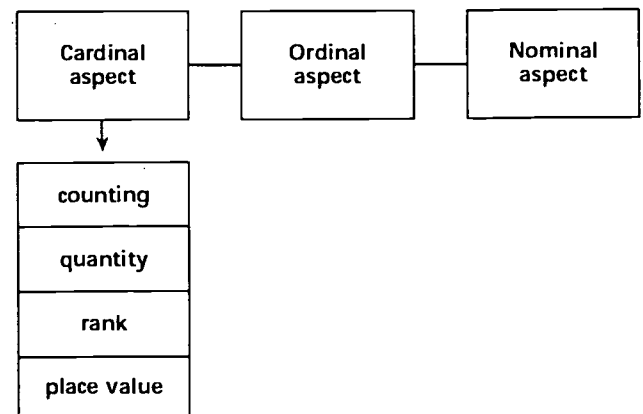 Cardinal
aspect
Ordinal
aspect
Nominal
aspect
counting
quantity
rank
place value